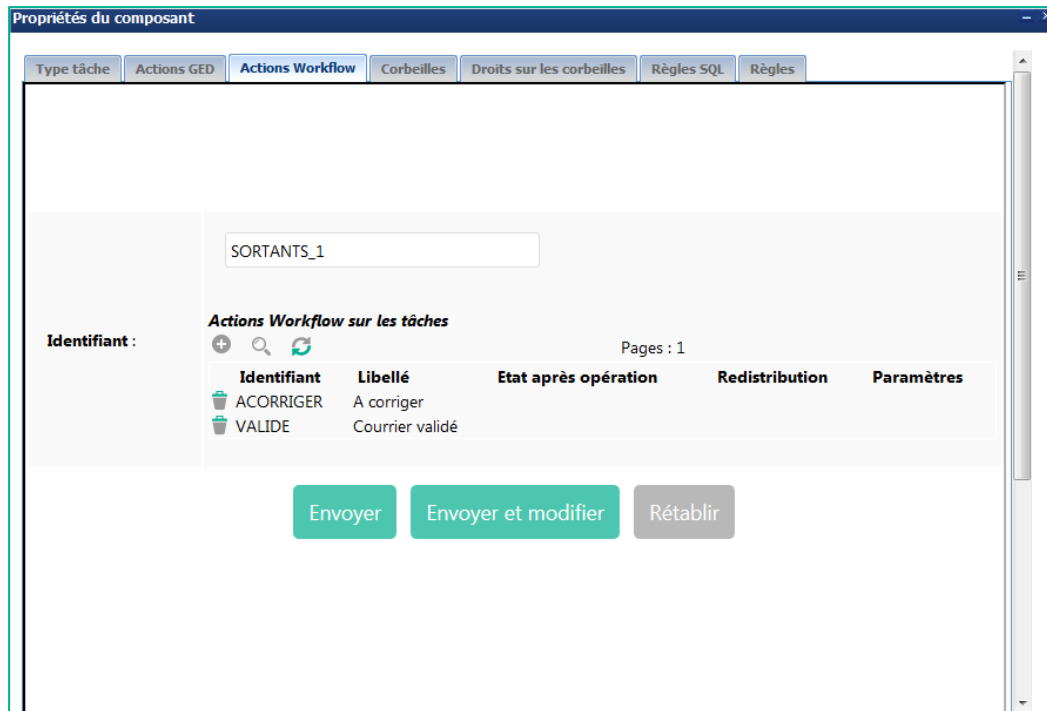 Propriétés du composant
Type tâche Actions GED Actions Workflow Corbeilles Droits sur les corbeilles Règles SQL Règles
SORTANTS_1
Identifiant :
Actions Workflow sur les tâches
Pages : 1
Identifiant Libellé Etat après opération Redistribution Paramètres
ACORRIGER A corriger
VALIDE Courrier validé
Envoyer Envoyer et modifier Rétablir